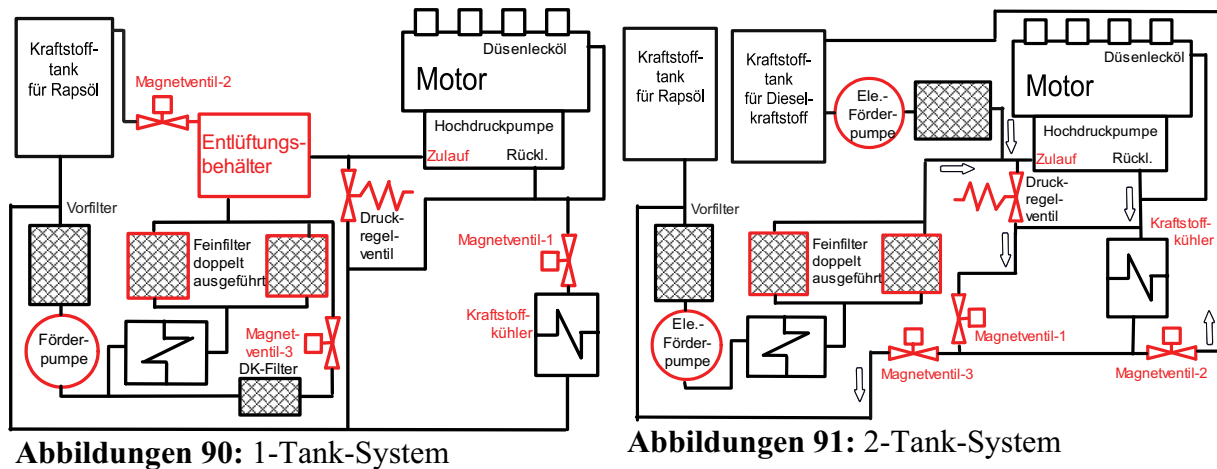 Kraftstoff-
tank
für Rapsöl
Magnetventil-2
Entlüftungs-
behälter
Düsenlecköl
Motor
Hochdruckpumpe
Zulauf
Rückl.
Vorfilter
Druck-
regel-
ventil
Feinfilter
doppelt
ausgeführt
Magnetventil-1
Kraftstoff-
kühler
Förder-
pumpe
Magnet-
ventil-3
DK-Filter
Abbildungen 90: 1-Tank-System
Kraftstoff-
tank
für Rapsöl
Kraftstoff-
tank
für Diesel-
kraftstoff
Ele.-
Förder-
pumpe
Düsenlecköl
Motor
Hochdruckpumpe
Zulauf
Rückl.
Vorfilter
Druck-
regel-
ventil
Kraftstoff-
kühler
Feinfilter
doppelt
ausgeführt
Ele.-
Förder-
pumpe
Magnetventil-1
Magnetventil-3
Magnetventil-2
Abbildungen 91: 2-Tank-System